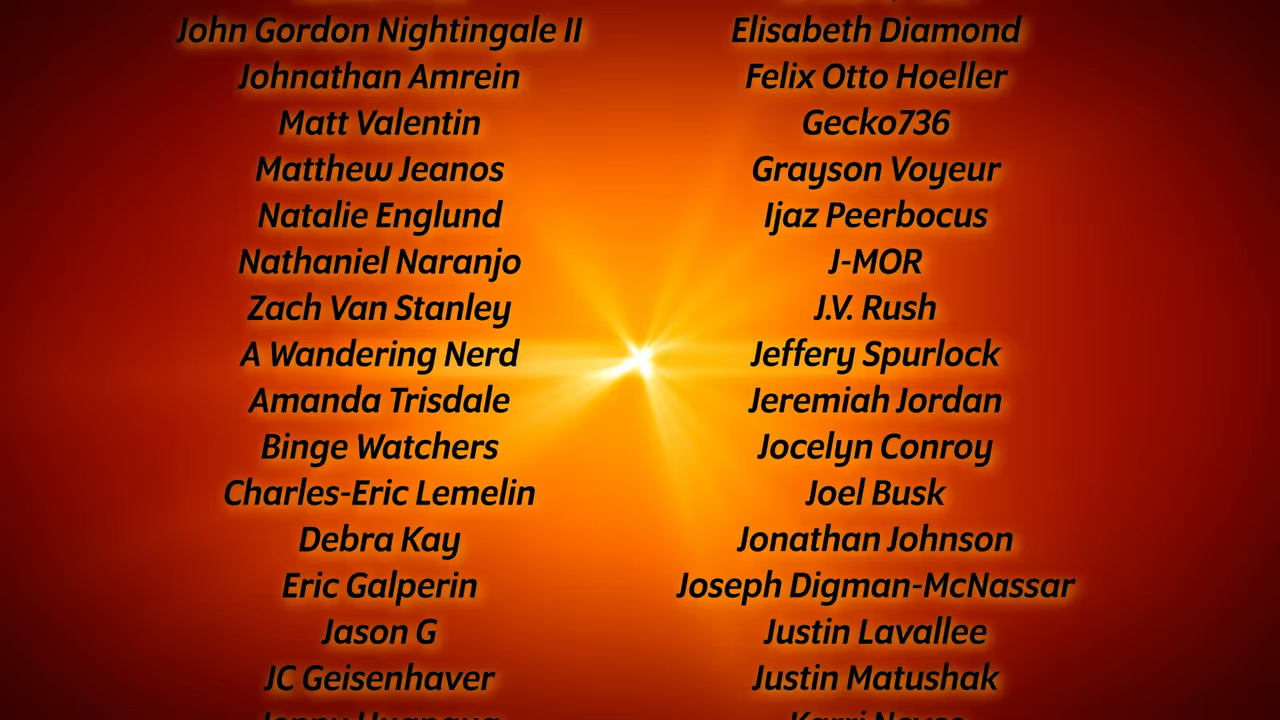 John Gordon Nightingale II
Johnathan Amrein
Matt Valentin
Matthew Jeanos
Natalie Englund
Nathaniel Naranjo
Zach Van Stanley
A Wandering Nerd
Amanda Trisdale
Binge Watchers
Charles-Eric Lemelin
Debra Kay
Eric Galperin
Jason G
JC Geisenhaver
Elisabeth Diamond
Felix Otto Hoeller
Gecko736
Grayson Voyeur
Ijaz Peerbocus
J-MOR
J.V. Rush
Jeffery Spurlock
Jeremiah Jordan
Jocelyn Conroy
Joel Busk
Jonathan Johnson
Joseph Digman-McNassar
Justin Lavallee
Justin Matushak